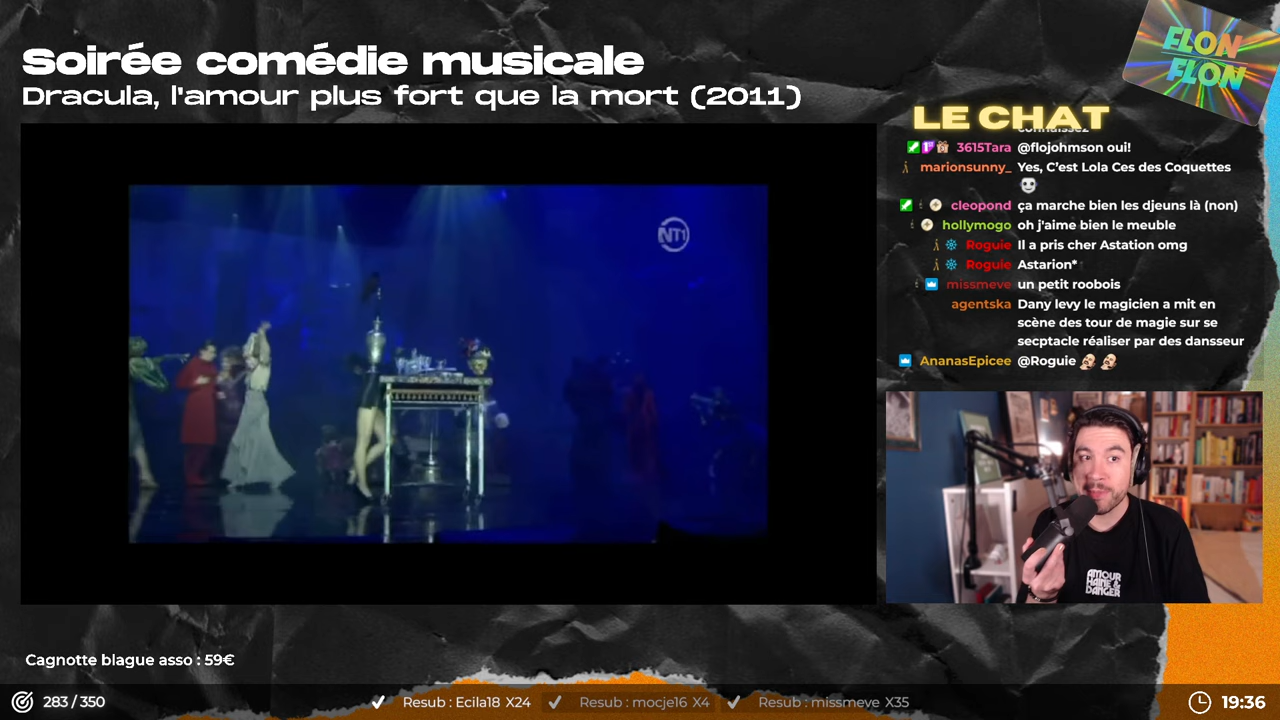 Soirée comédie musicale
Dracula, l'amour plus fort que la mort (2011)
FLON
FLON
LE CHAT
connaissez
3615Tara @flojohmson oui!
marionsunny_ Yes, C’est Lola Ces des Coquettes
cleopond ça marche bien les djeuns là (non)
hollymogo oh j'aime bien le meuble
Roguie Il a pris cher Astation omg
Roguie Astarion*
missmeve un petit roobois
agentska Dany levy le magicien a mit en
scène des tour de magie sur se
secptacle réaliser par des dansseur
AnanasEpicee @Roguie
NT1
AMOUR
HAINE &
DANGER
Cagnotte blague asso : 59€
283 / 350
Resub : Ecila18 X24
Resub : mocje16 X4
Resub : missmeve X35
19:36